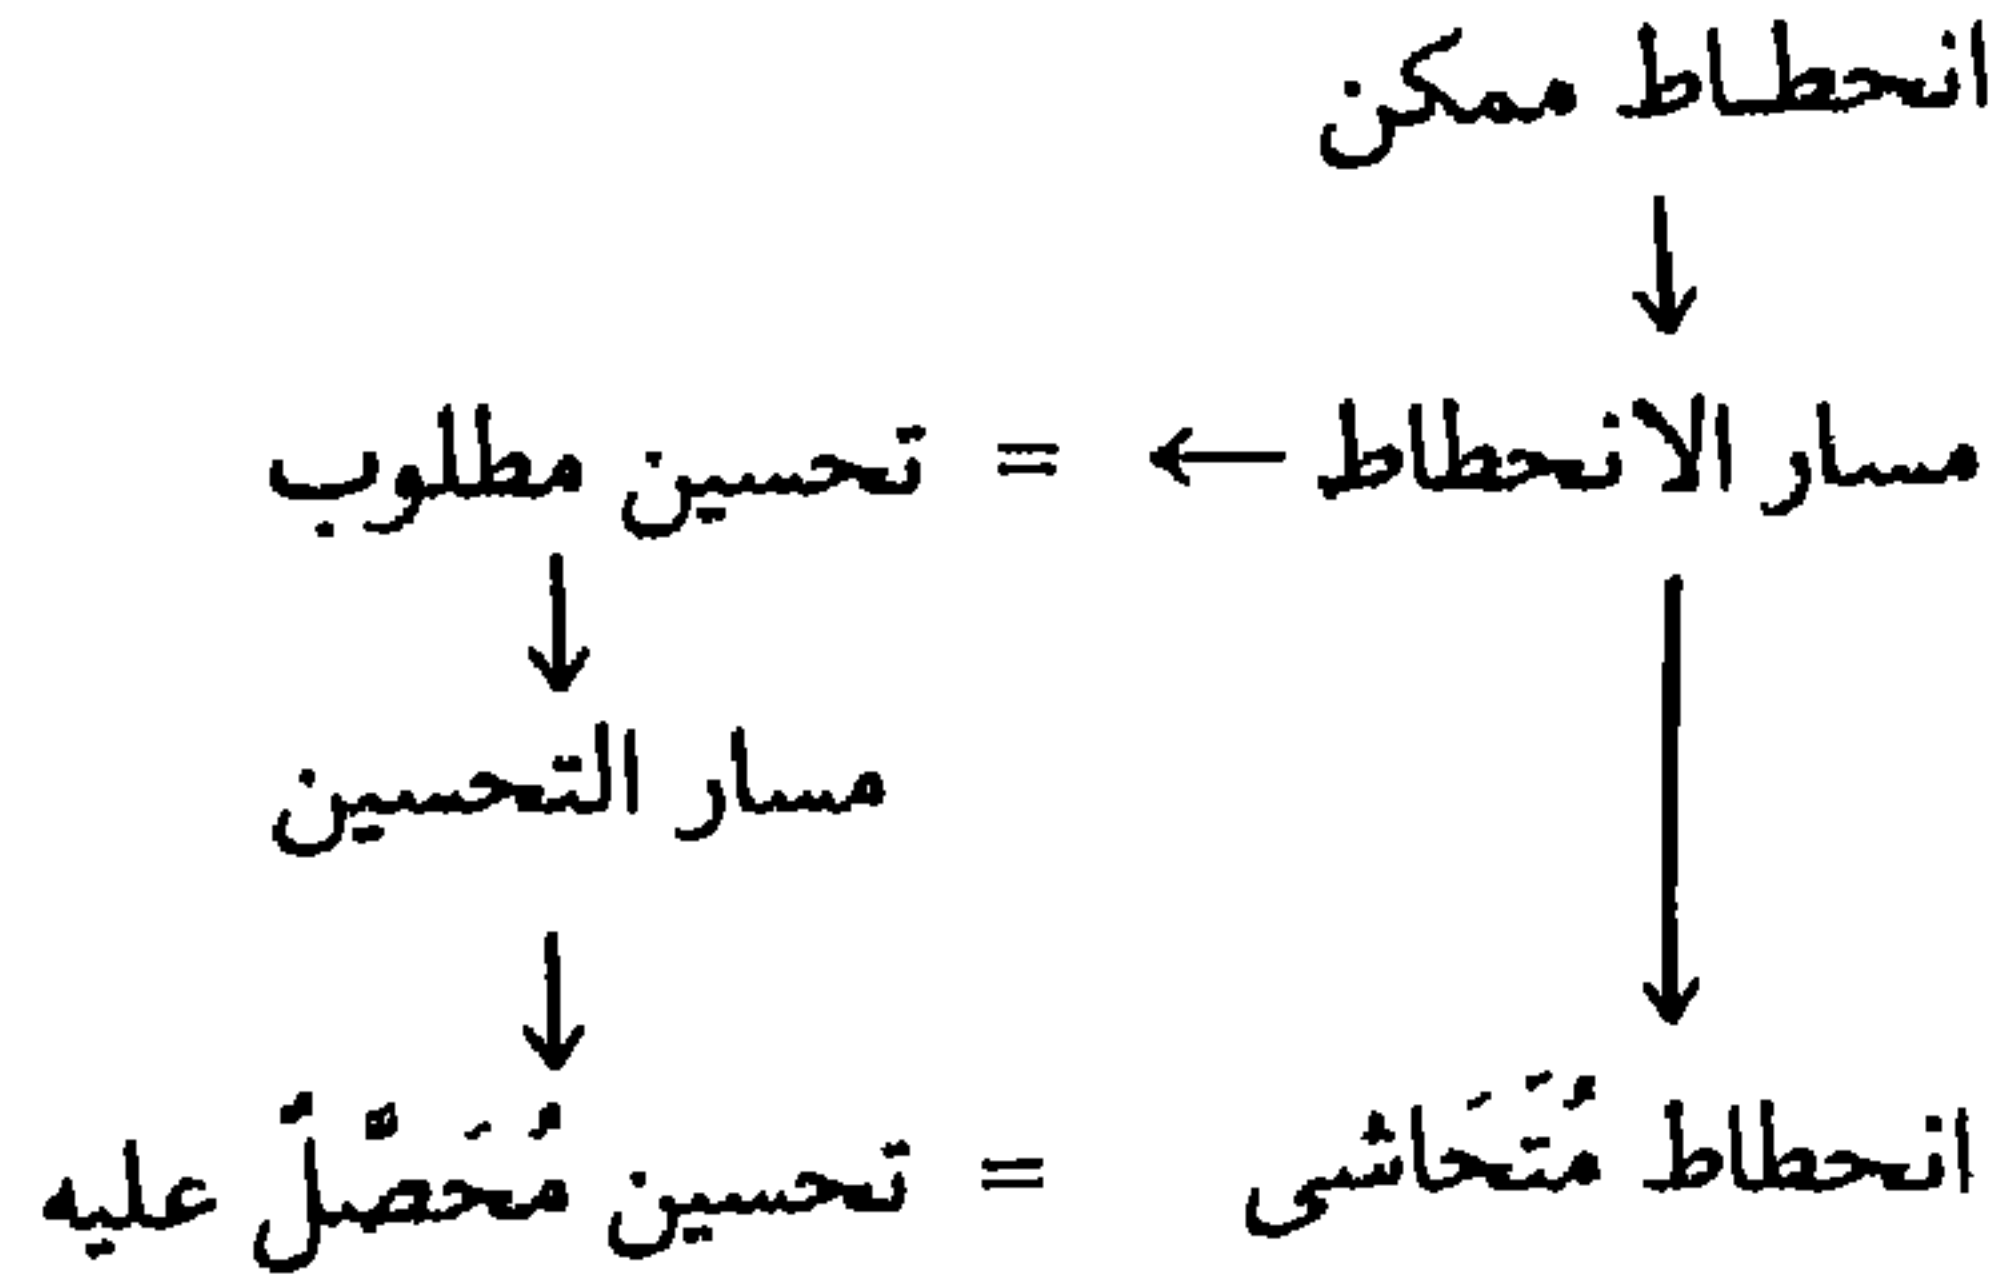 انحطاط ممكن
↓
مسار الانحطاط ← = تحسين مطلوب
↓
مسار التحسين
↓ ↓
انحطاط مُتَحَاشى = تحسين مُحَصَّلٌ عليه